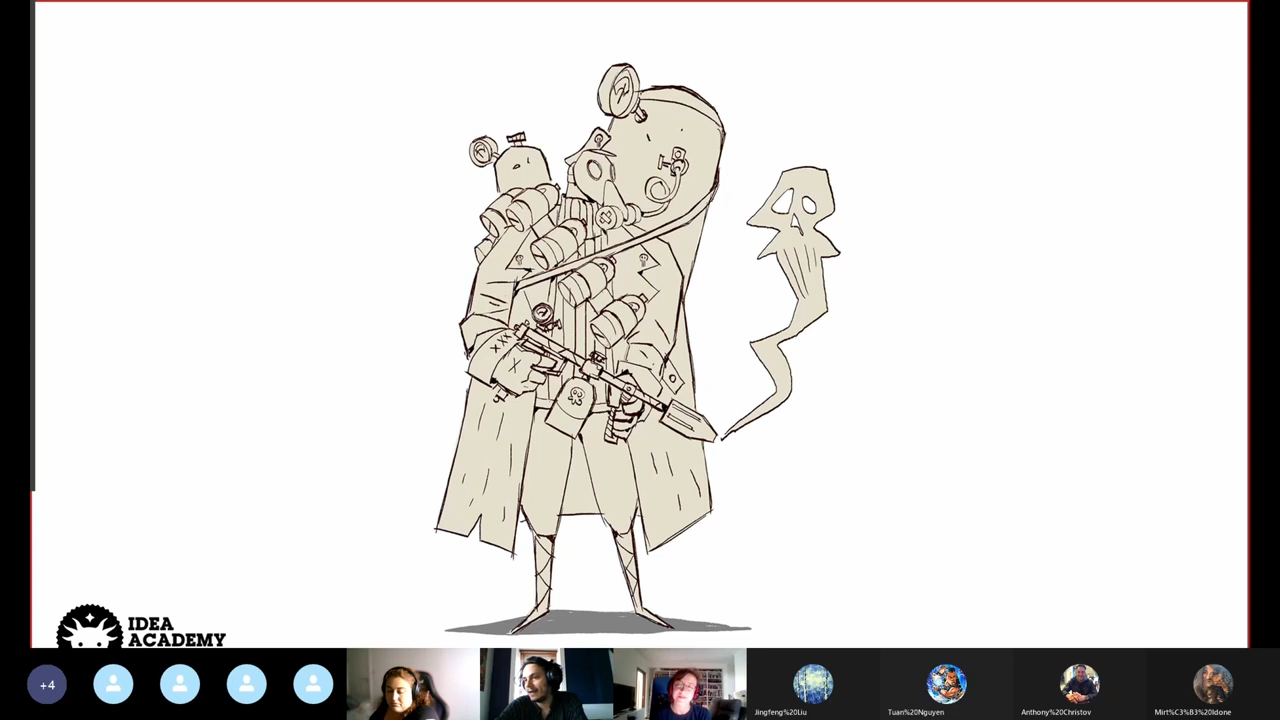 IDEA
ACADEMY
+4
Jingfeng%20Liu
Tuan%20Nguyen
Anthony%20Christov
Mirt%C3%B3%20Idone